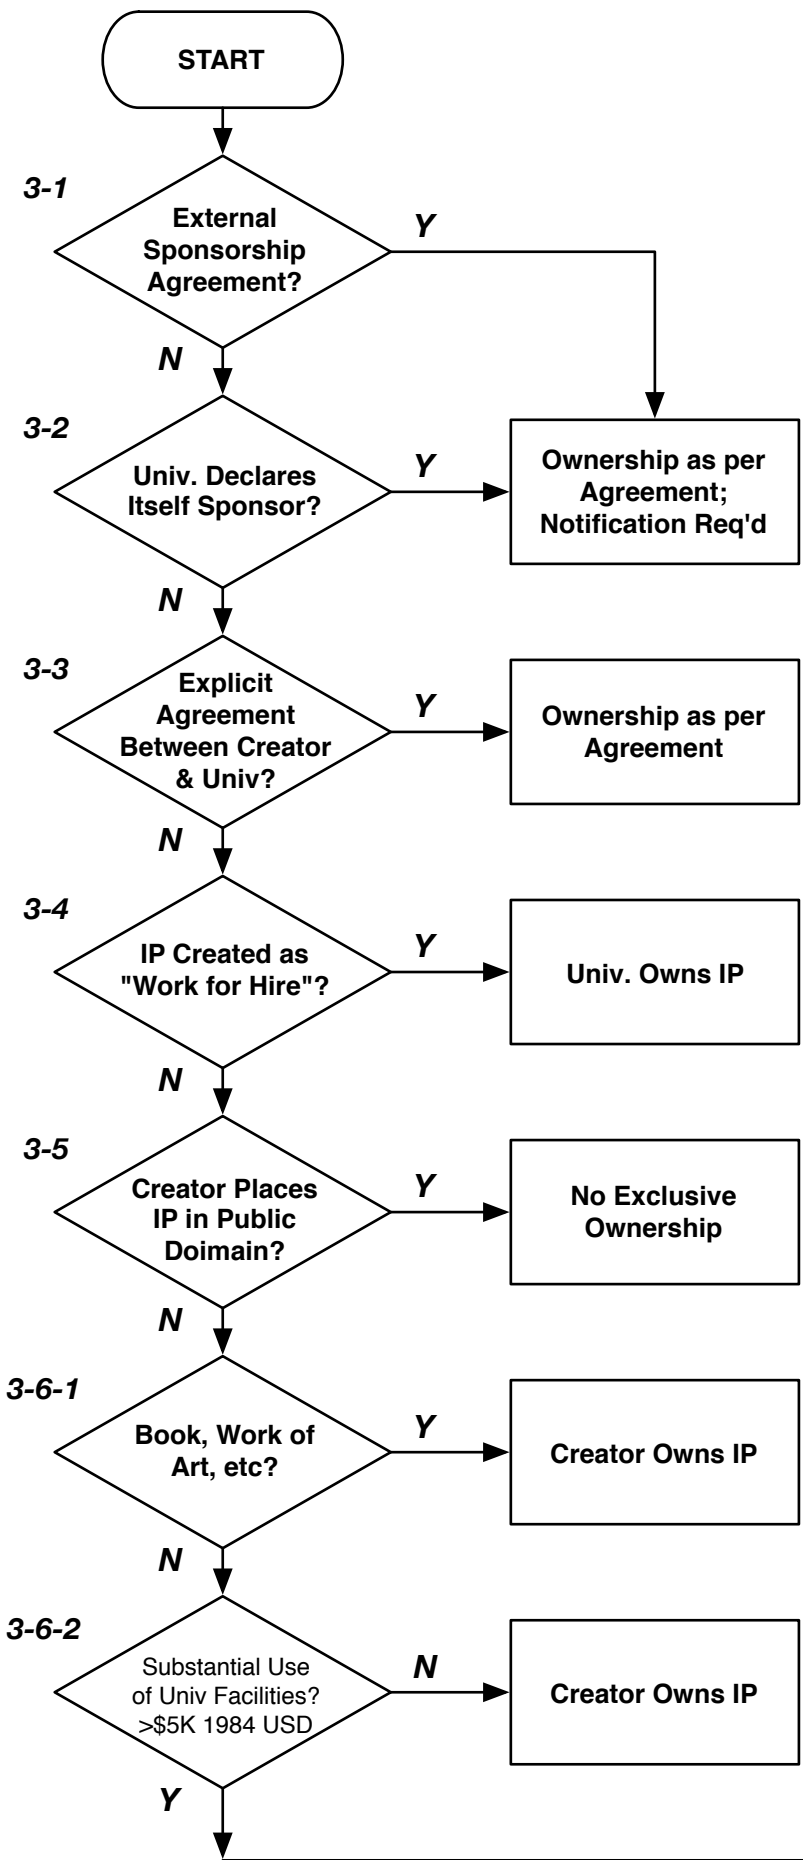 START
3-1
External
Sponsorship
Agreement?
Y
N
3-2
Univ. Declares
Itself Sponsor?
Y
Ownership as per
Agreement;
Notification Req'd
N
3-3
Explicit
Agreement
Between Creator
& Univ?
Y
Ownership as per
Agreement
N
3-4
IP Created as
"Work for Hire"?
Y
Univ. Owns IP
N
3-5
Creator Places
IP in Public
Doimain?
Y
No Exclusive
Ownership
N
3-6-1
Book, Work of
Art, etc?
Y
Creator Owns IP
N
3-6-2
Substantial Use
of Univ Facilities?
>$5K 1984 USD
N
Creator Owns IP
Y